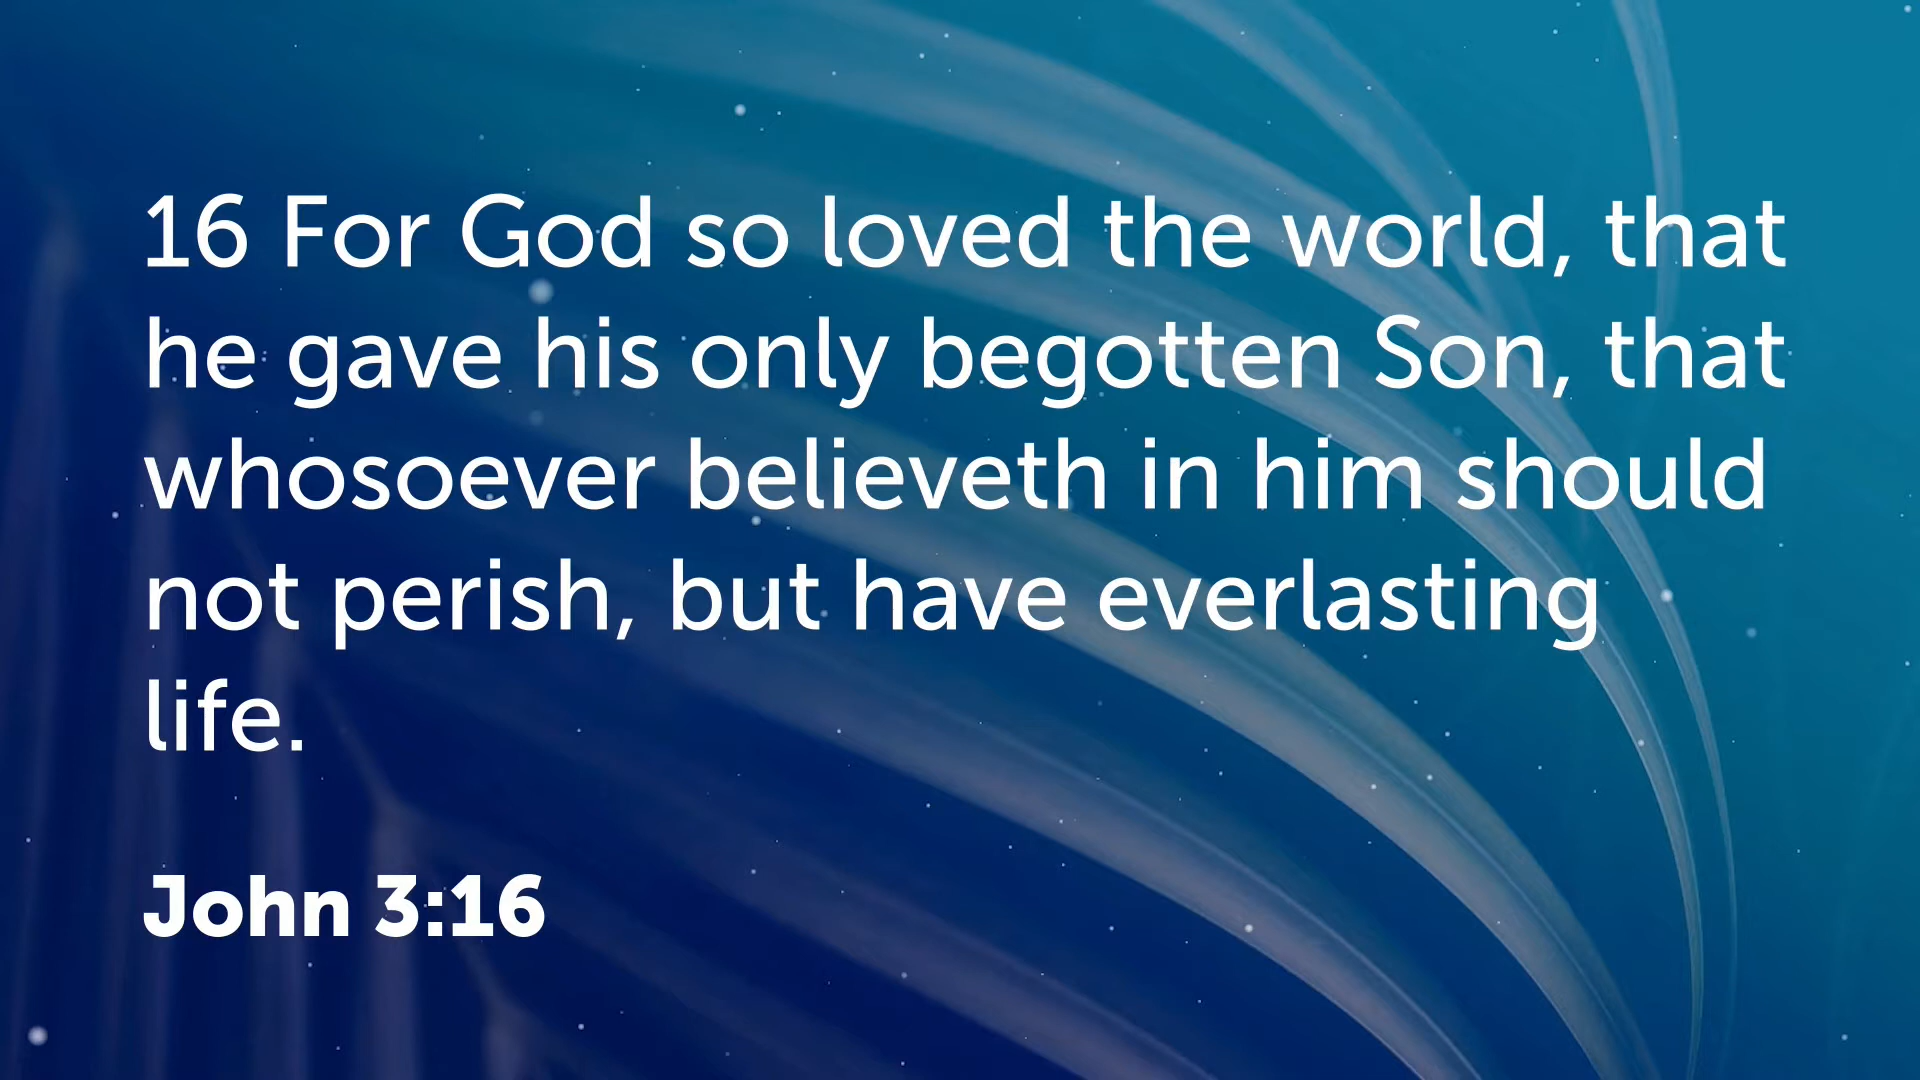 16 For God so loved the world, that
he gave his only begotten Son, that
whosoever believeth in him should
not perish, but have everlasting
life.
John 3:16